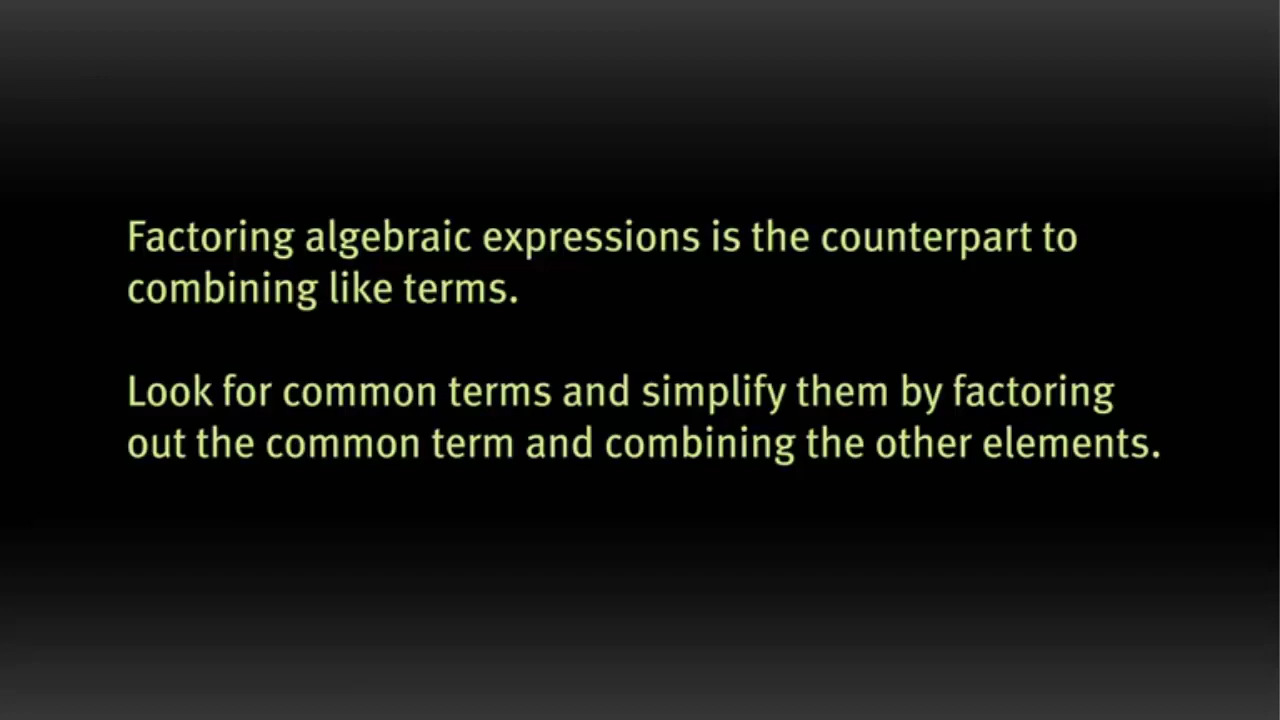 Factoring algebraic expressions is the counterpart to
combining like terms.
Look for common terms and simplify them by factoring
out the common term and combining the other elements.